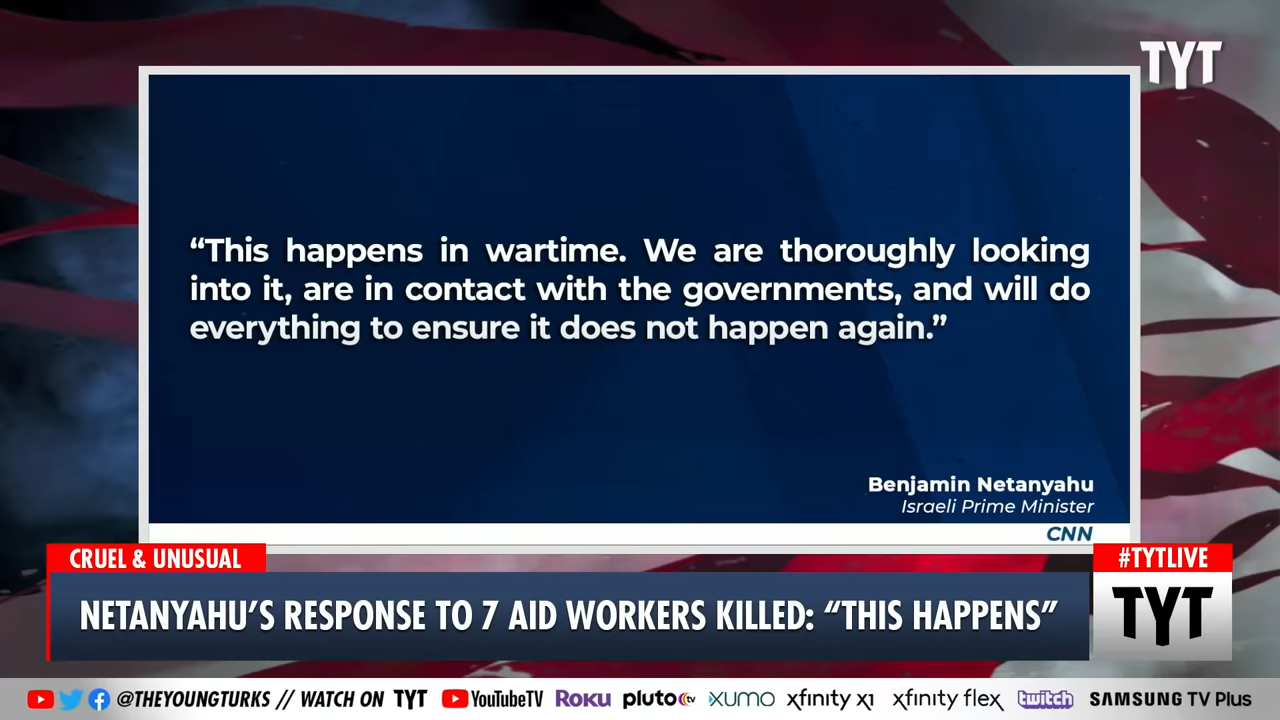 TYT
“This happens in wartime. We are thoroughly looking
into it, are in contact with the governments, and will do
everything to ensure it does not happen again.”
Benjamin Netanyahu
Israeli Prime Minister
CNN
CRUEL & UNUSUAL
#TYTLIVE
NETANYAHU’S RESPONSE TO 7 AID WORKERS KILLED: “THIS HAPPENS”
TYT
@THEYOUNGTURKS // WATCH ON TYT YouTubeTV ROKU pluto tv xumo xfinity x1 xfinity flex twitch SAMSUNG TV Plus